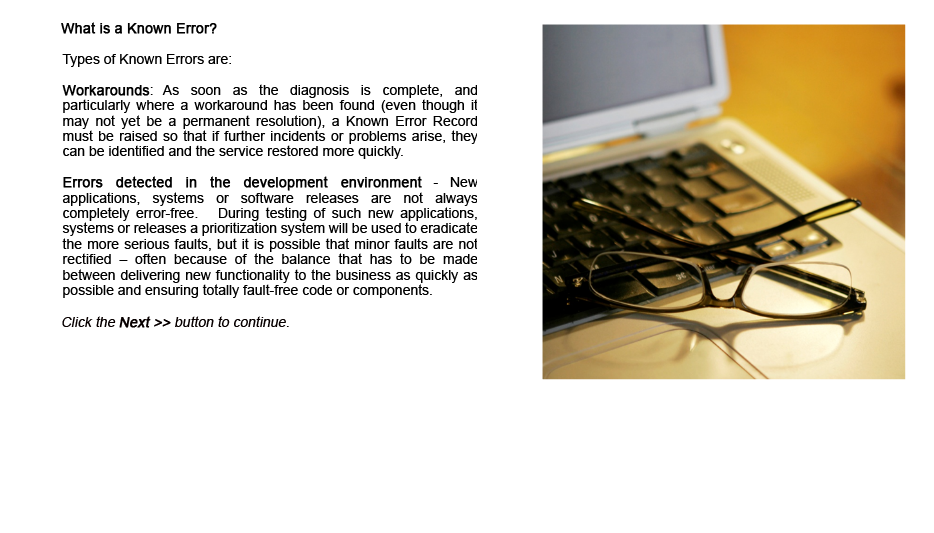 What is a Known Error?
Types of Known Errors are:
Workarounds: As soon as the diagnosis is complete, and
particularly where a workaround has been found (even though it
may not yet be a permanent resolution), a Known Error Record
must be raised so that if further incidents or problems arise, they
can be identified and the service restored more quickly.
Errors detected in the development environment - New
applications, systems or software releases are not always
completely error-free. During testing of such new applications,
systems or releases a prioritization system will be used to eradicate
the more serious faults, but it is possible that minor faults are not
rectified – often because of the balance that has to be made
between delivering new functionality to the business as quickly as
possible and ensuring totally fault-free code or components.
Click the Next >> button to continue.